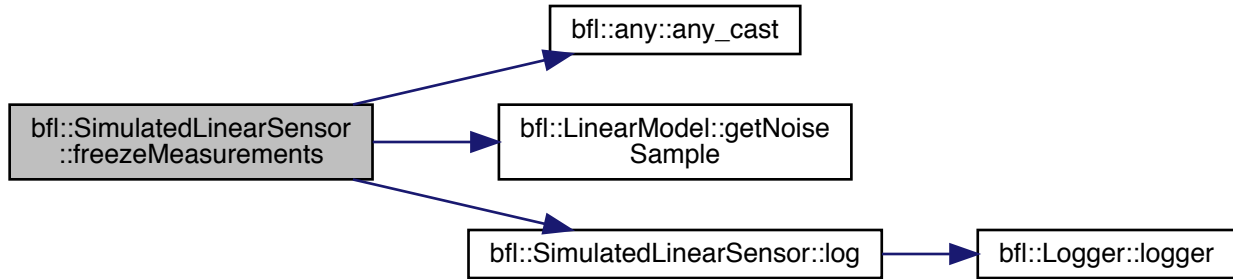 bfl::any::any_cast
bfl::SimulatedLinearSensor
::freezeMeasurements
bfl::LinearModel::getNoise
Sample
bfl::SimulatedLinearSensor::log
bfl::Logger::logger